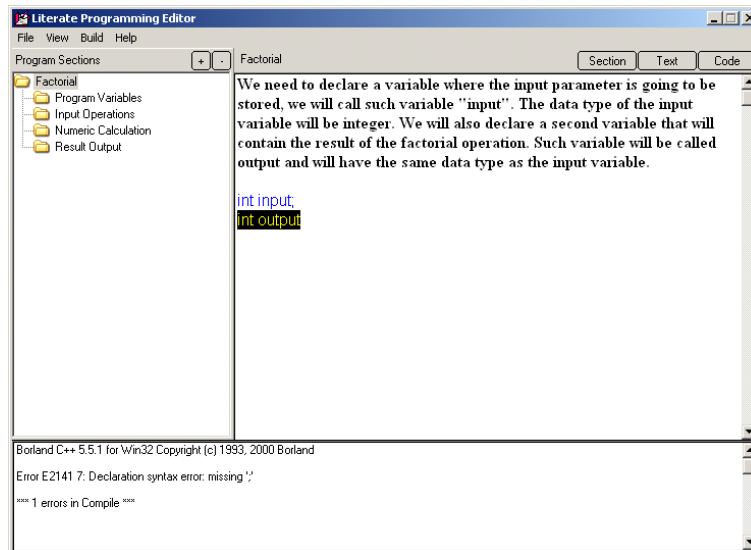 Literate Programming Editor
File View Build Help
Program Sections + - Factorial Section Text Code
Factorial
Program Variables
Input Operations
Numeric Calculation
Result Output
We need to declare a variable where the input parameter is going to be
stored, we will call such variable "input". The data type of the input
variable will be integer. We will also declare a second variable that will
contain the result of the factorial operation. Such variable will be called
output and will have the same data type as the input variable.
int input;
int output
Borland C++ 5.5.1 for Win32 Copyright (c) 1993, 2000 Borland
Error E2141 7: Declaration syntax error: missing ';'
*** 1 errors in Compile ***